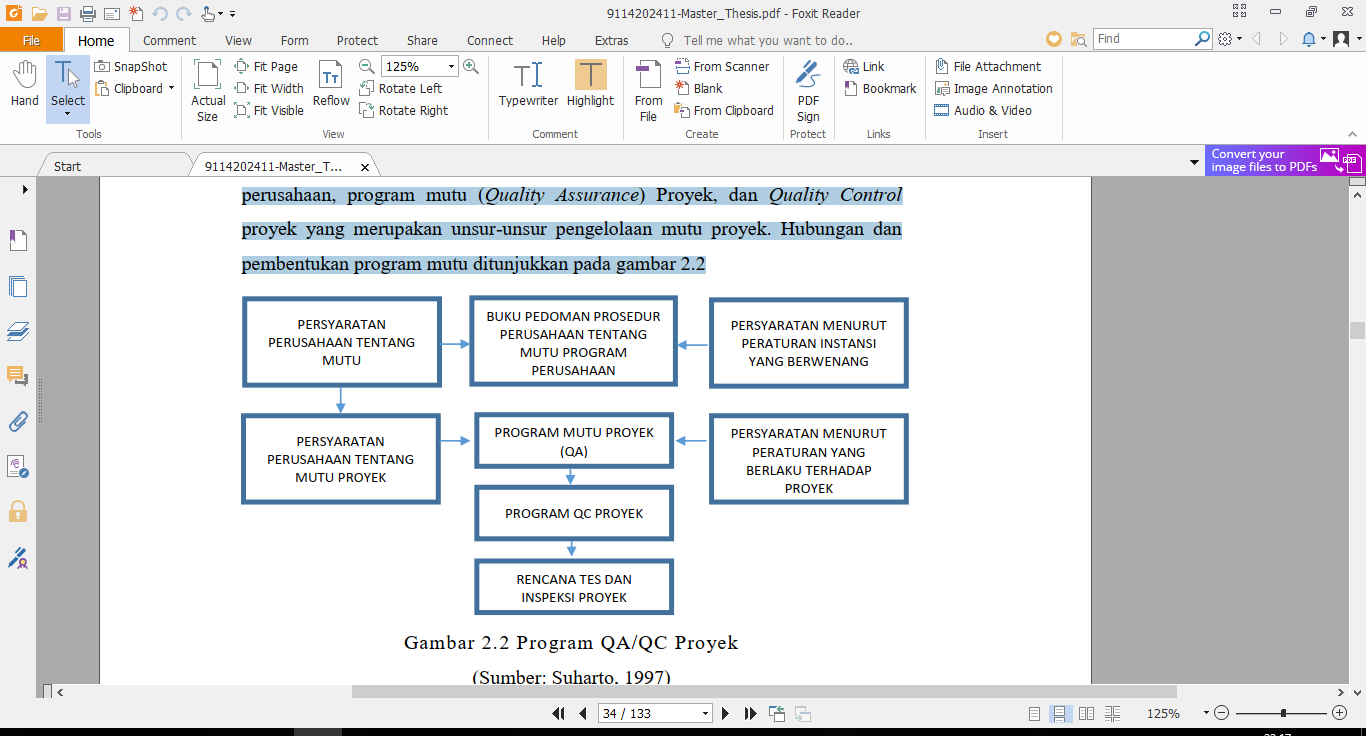 9114202411-Master_Thesis.pdf - Foxit Reader
File Home Comment View Form Protect Share Connect Help Extras Tell me what you want to do.. Find
Hand
Select
SnapShot
Clipboard
Tools
Actual Size
Fit Page
Fit Width
Fit Visible
Reflow
125%
Rotate Left
Rotate Right
View
Typewriter
Highlight
Comment
From File
From Scanner
Blank
From Clipboard
Create
PDF Sign
Protect
Link
Bookmark
Links
File Attachment
Image Annotation
Audio & Video
Insert
Start
9114202411-Master_T...
Convert your
image files to PDFs
PDF
perusahaan, program mutu (Quality Assurance) Proyek, dan Quality Control
proyek yang merupakan unsur-unsur pengelolaan mutu proyek. Hubungan dan
pembentukan program mutu ditunjukkan pada gambar 2.2
PERSYARATAN
PERUSAHAAN TENTANG
MUTU
BUKU PEDOMAN PROSEDUR
PERUSAHAAN TENTANG
MUTU PROGRAM
PERUSAHAAN
PERSYARATAN MENURUT
PERATURAN INSTANSI
YANG BERWENANG
PERSYARATAN
PERUSAHAAN TENTANG
MUTU PROYEK
PROGRAM MUTU PROYEK
(QA)
PERSYARATAN MENURUT
PERATURAN YANG
BERLAKU TERHADAP
PROYEK
PROGRAM QC PROYEK
RENCANA TES DAN
INSPEKSI PROYEK
Gambar 2.2 Program QA/QC Proyek
(Sumber: Suharto, 1997)
34 / 133
125%